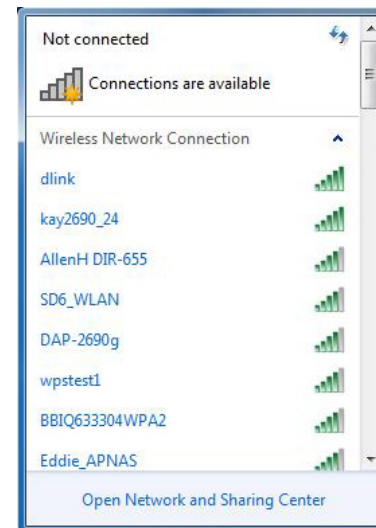 Not connected
Connections are available
Wireless Network Connection
dlink
kay2690_24
AllenH DIR-655
SD6_WLAN
DAP-2690g
wpstest1
BBIQ633304WPA2
Eddie_APNAS
Open Network and Sharing Center